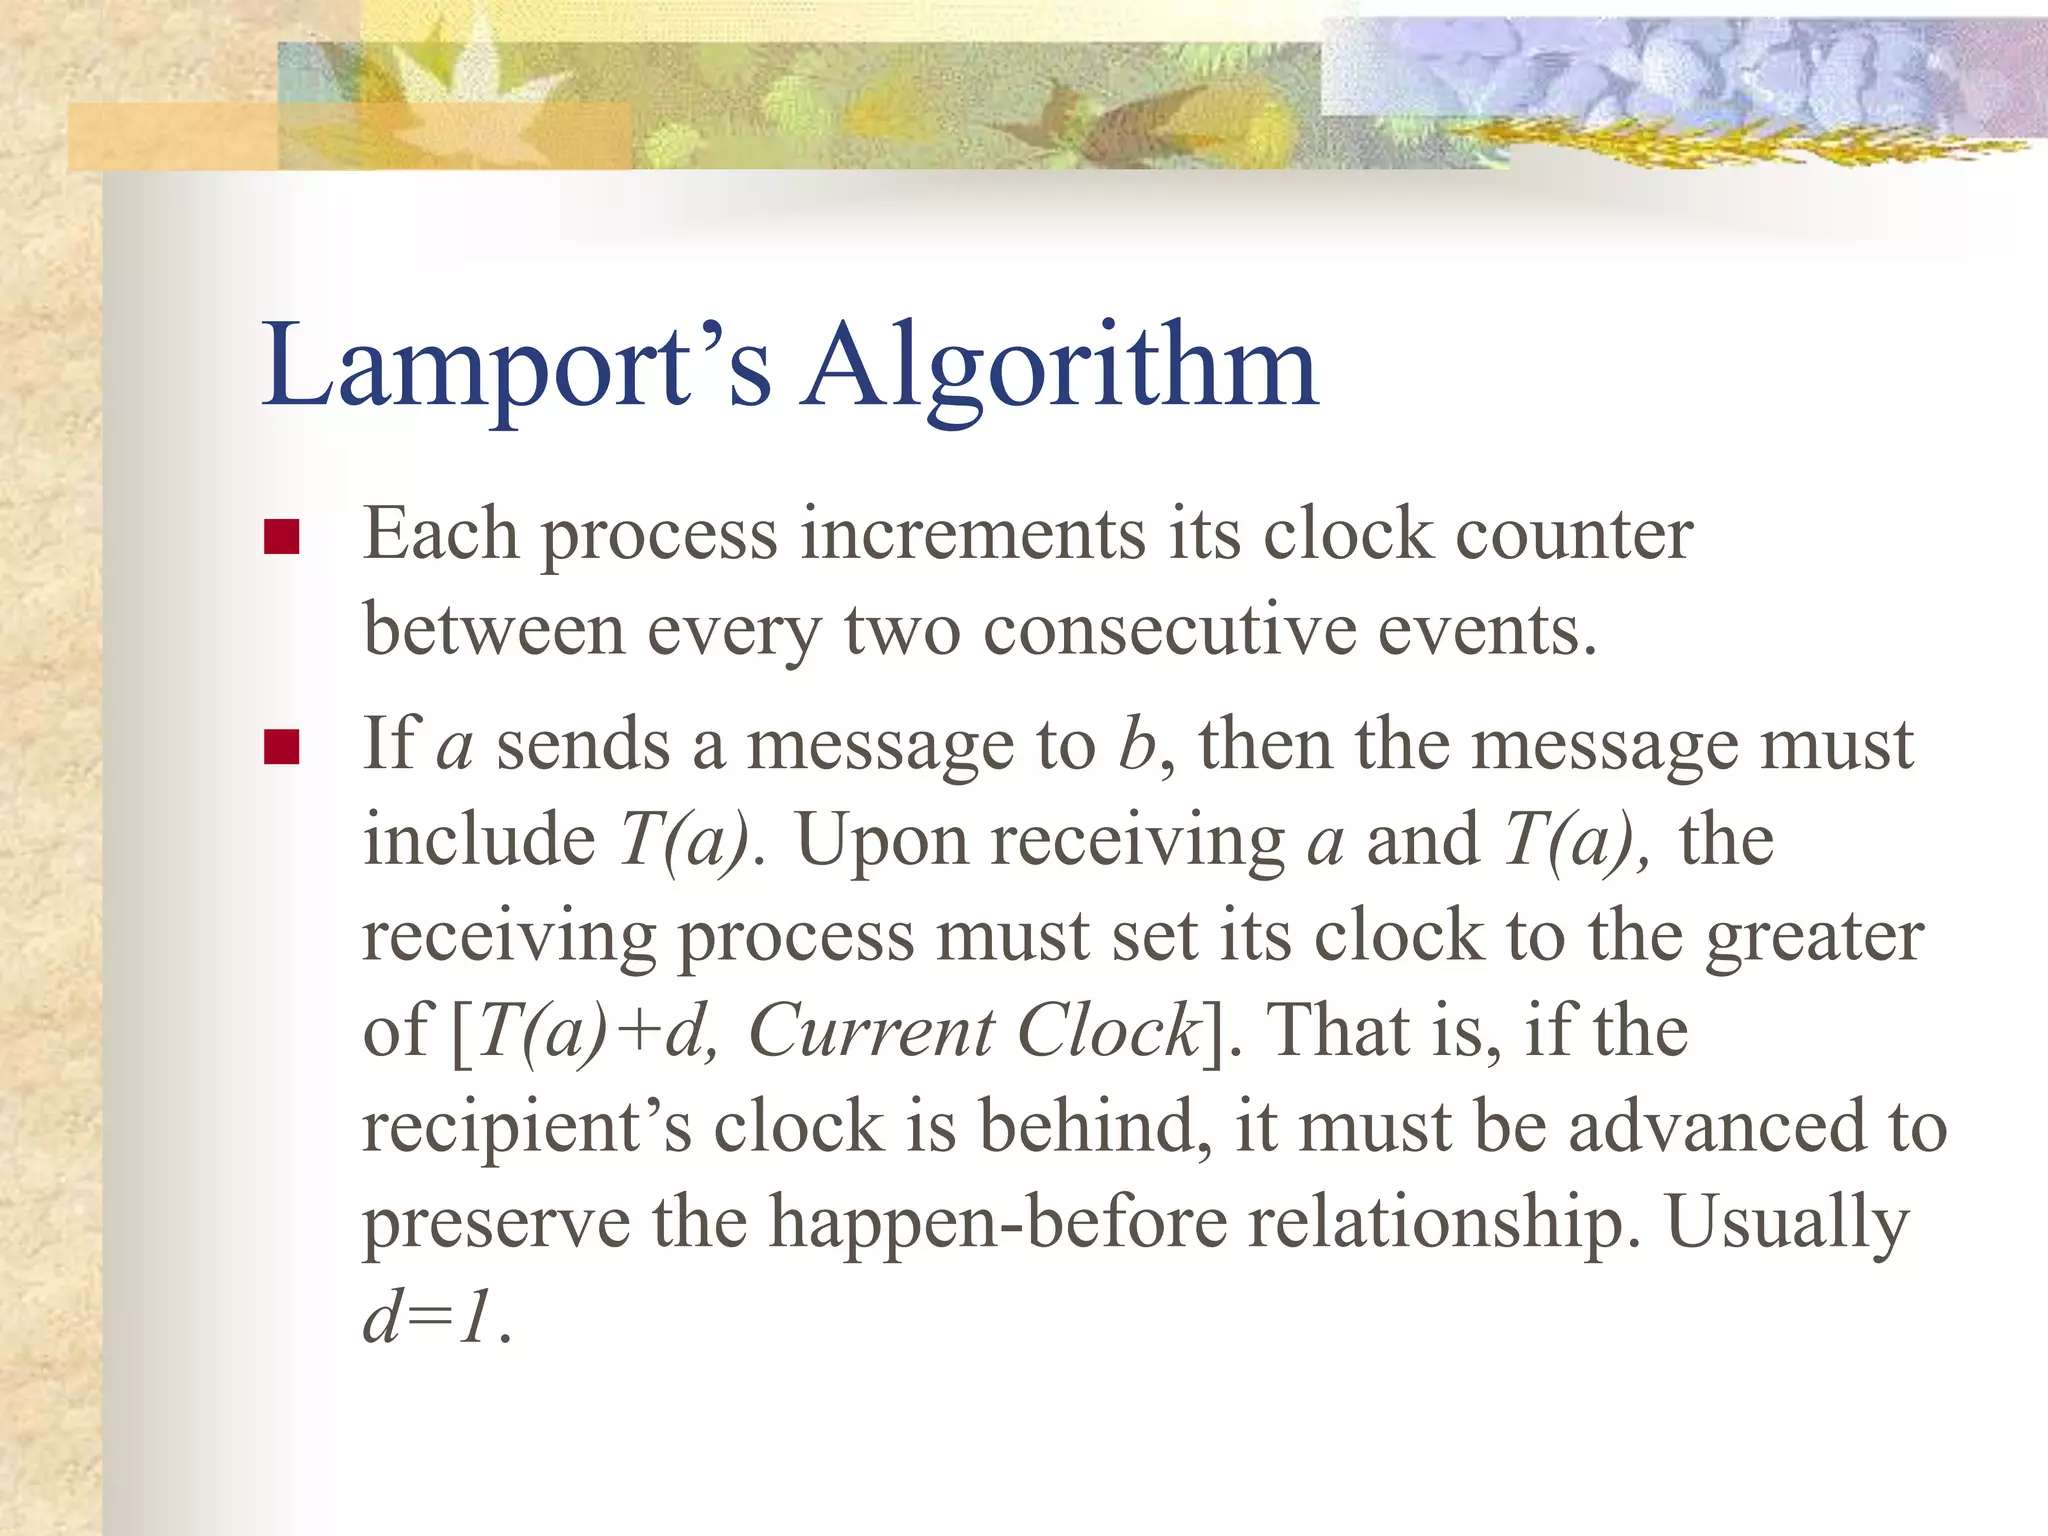 Lamport’s Algorithm
Each process increments its clock counter
between every two consecutive events.
If a sends a message to b, then the message must
include T(a). Upon receiving a and T(a), the
receiving process must set its clock to the greater
of [T(a)+d, Current Clock]. That is, if the
recipient’s clock is behind, it must be advanced to
preserve the happen-before relationship. Usually
d=1.